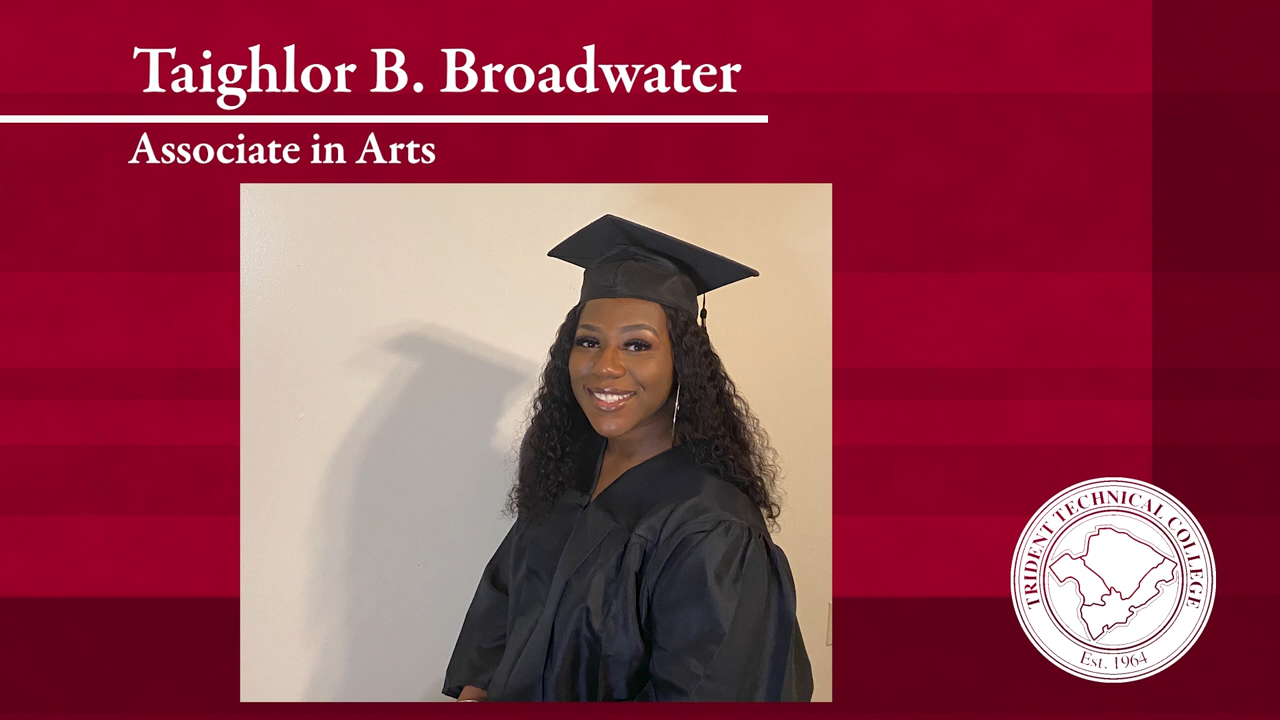 Taighlor B. Broadwater
Associate in Arts
TRIDENT TECHNICAL COLLEGE
Est. 1964